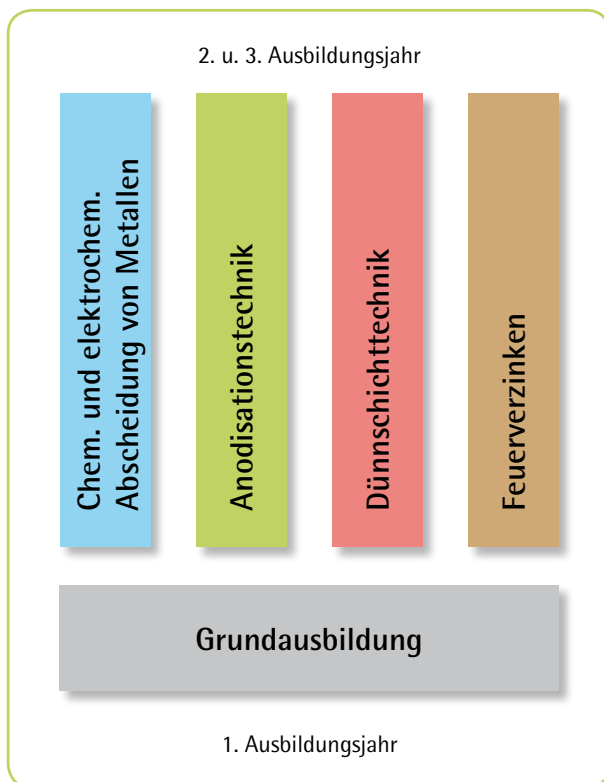 2. u. 3. Ausbildungsjahr
Chem. und elektrochem.
Abscheidung von Metallen
Anodisationstechnik
Dünnschichttechnik
Feuerverzinken
Grundausbildung
1. Ausbildungsjahr